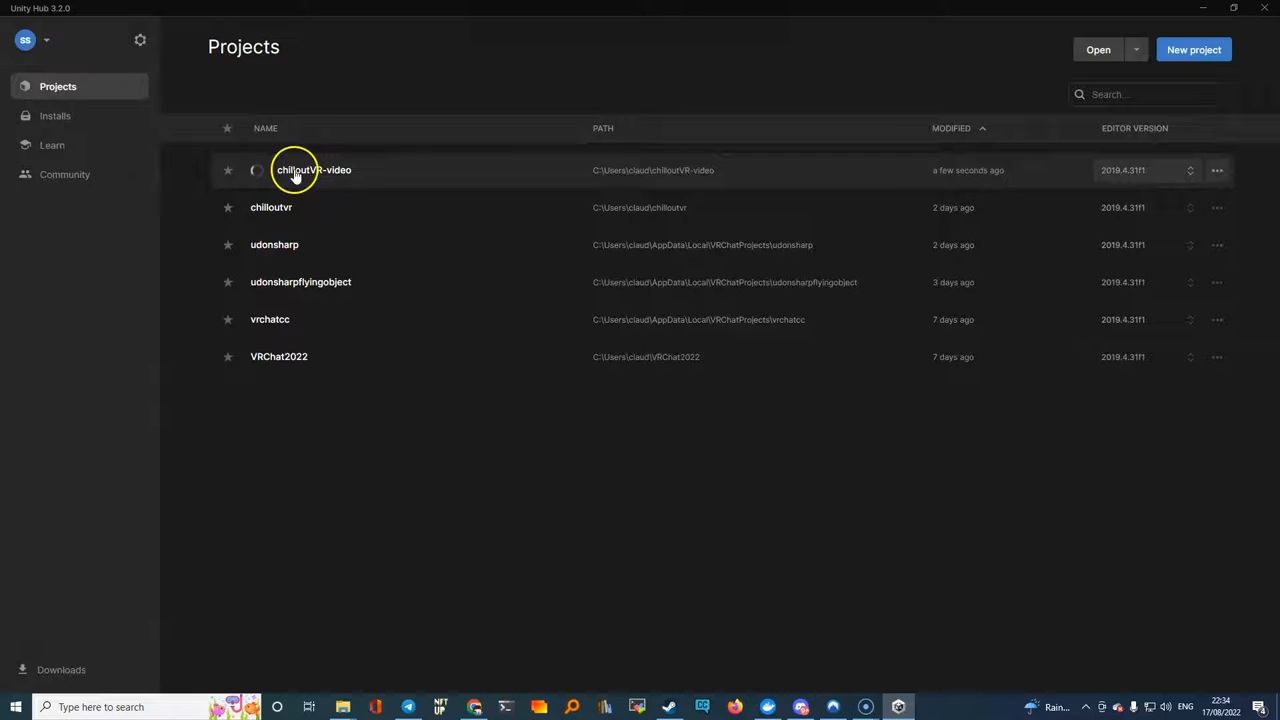 Unity Hub 3.2.0
SS
Projects
Open
New project
Projects
Search...
Installs
NAME
PATH
MODIFIED
EDITOR VERSION
Learn
chilloutVR-video
C:\Users\claud\chilloutVR-video
a few seconds ago
2019.4.31f1
Community
chilloutvr
C:\Users\claud\chilloutvr
2 days ago
2019.4.31f1
udonsharp
C:\Users\claud\AppData\Local\VRChatProjects\udonsharp
2 days ago
2019.4.31f1
udonsharpflyingobject
C:\Users\claud\AppData\Local\VRChatProjects\udonsharpflyingobject
3 days ago
2019.4.31f1
vrchatcc
C:\Users\claud\AppData\Local\VRChatProjects\vrchatcc
7 days ago
2019.4.31f1
VRChat2022
C:\Users\claud\VRChat2022
7 days ago
2019.4.31f1
Downloads
Type here to search
NFT
UP
CC
Rain...
ENG
22:34
17/08/2022